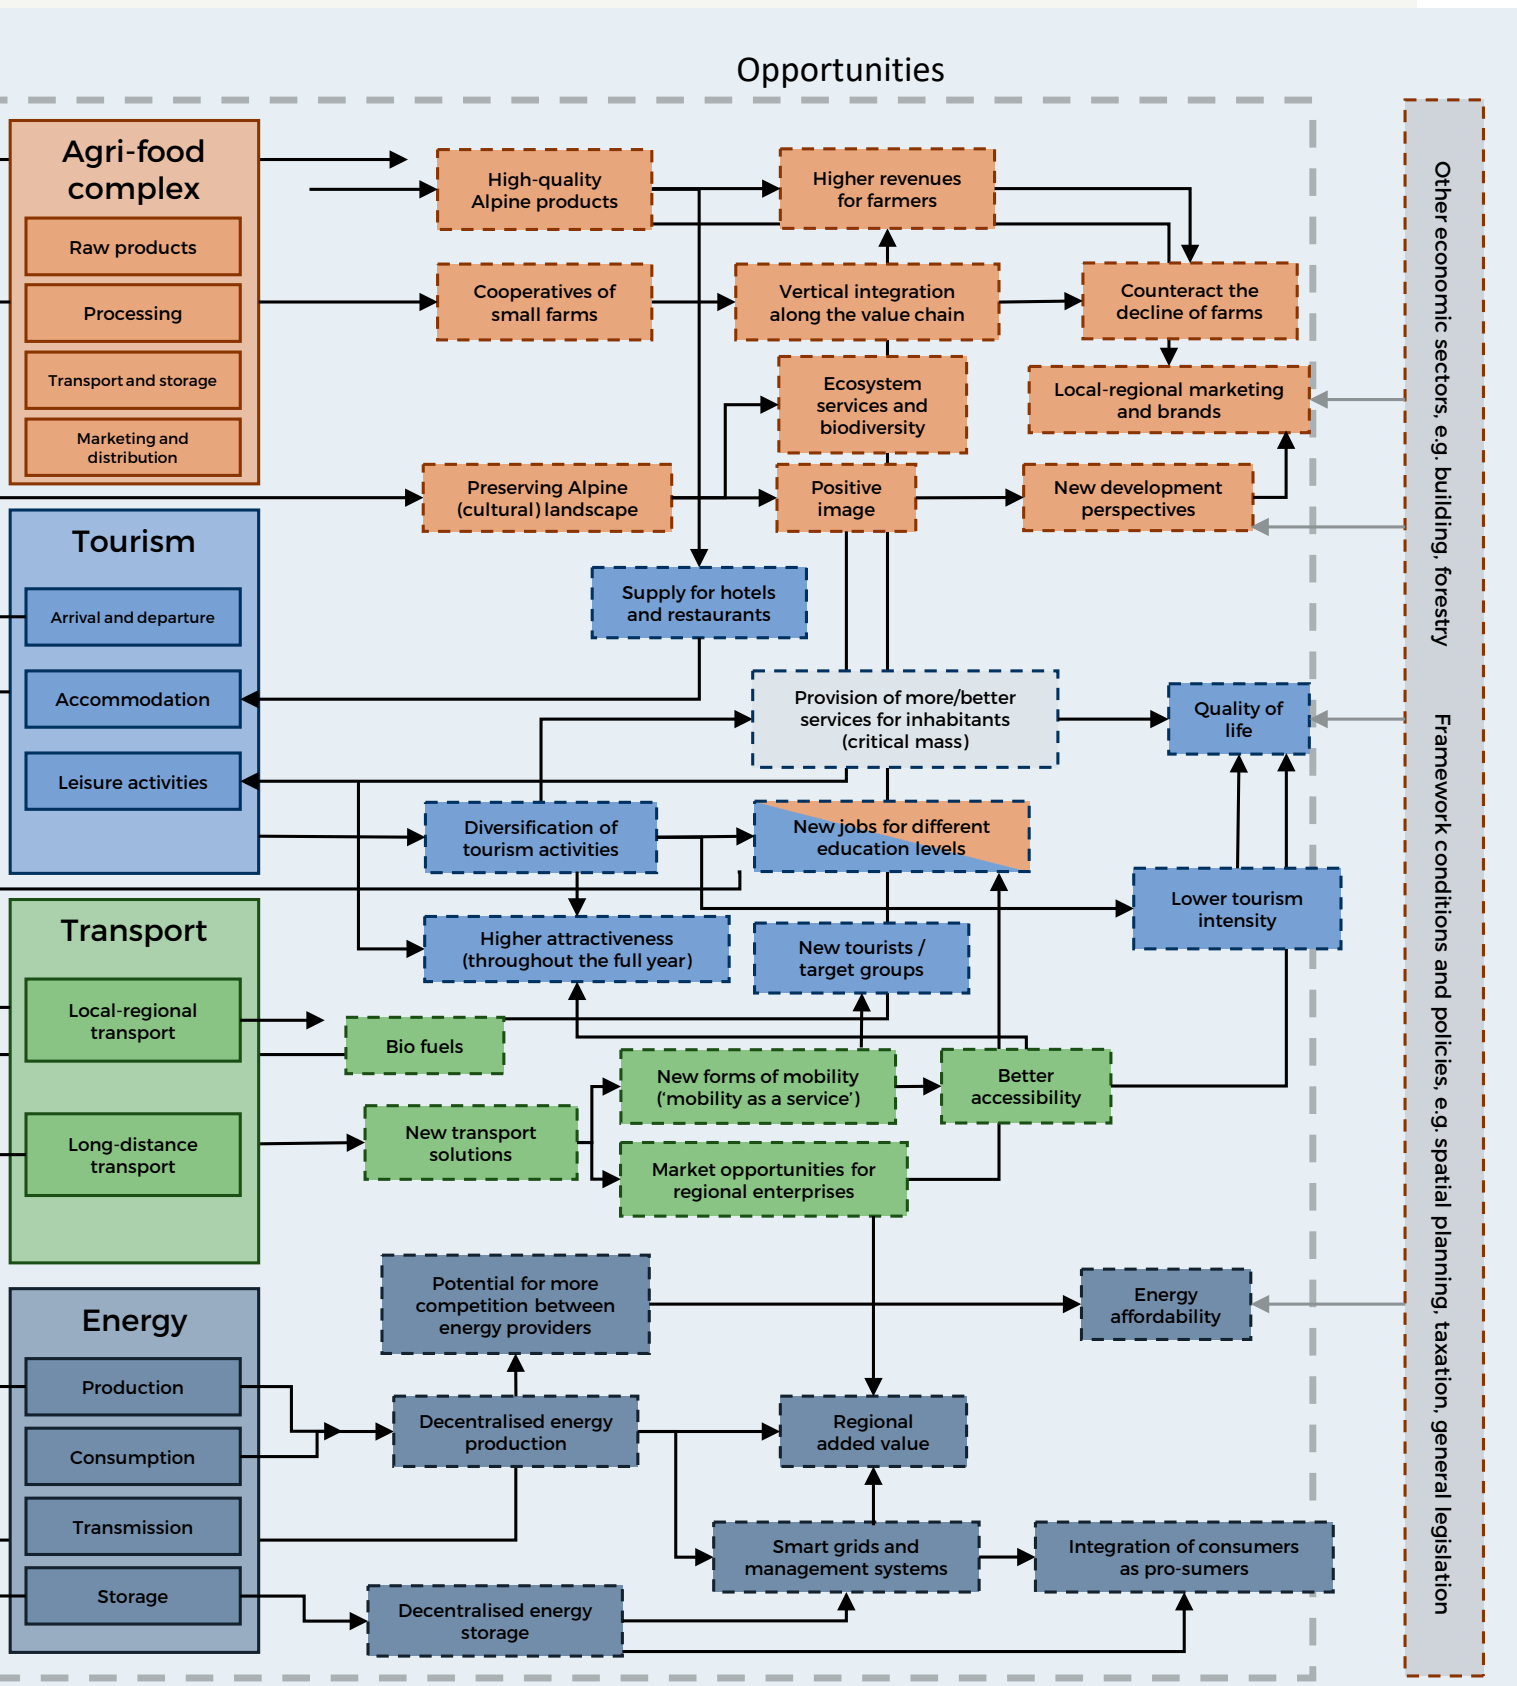 Opportunities
Agri-food
complex
Raw products
Processing
Transport and storage
Marketing and
distribution
High-quality
Alpine products
Higher revenues
for farmers
Cooperatives of
small farms
Vertical integration
along the value chain
Counteract the
decline of farms
Ecosystem
services and
biodiversity
Local-regional marketing
and brands
Preserving Alpine
(cultural) landscape
Positive
image
New development
perspectives
Tourism
Arrival and departure
Accommodation
Leisure activities
Supply for hotels
and restaurants
Provision of more/better
services for inhabitants
(critical mass)
Quality of
life
Diversification of
tourism activities
New jobs for different
education levels
Lower tourism
intensity
Higher attractiveness
(throughout the full year)
New tourists /
target groups
Transport
Local-regional
transport
Long-distance
transport
Bio fuels
New forms of mobility
(‘mobility as a service’)
Better
accessibility
New transport
solutions
Market opportunities for
regional enterprises
Energy
Production
Consumption
Transmission
Storage
Potential for more
competition between
energy providers
Energy
affordability
Decentralised energy
production
Regional
added value
Smart grids and
management systems
Integration of consumers
as pro-sumers
Decentralised energy
storage
Other economic sectors, e.g. building, forestry
Framework conditions and policies, e.g. spatial planning, taxation, general legislation